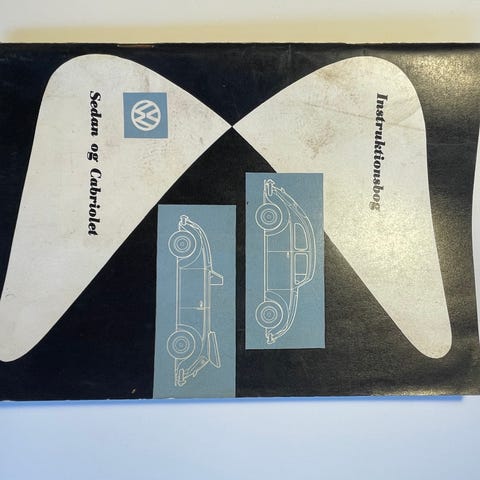 Instruktionsbog
VW
Sedan og Cabriolet